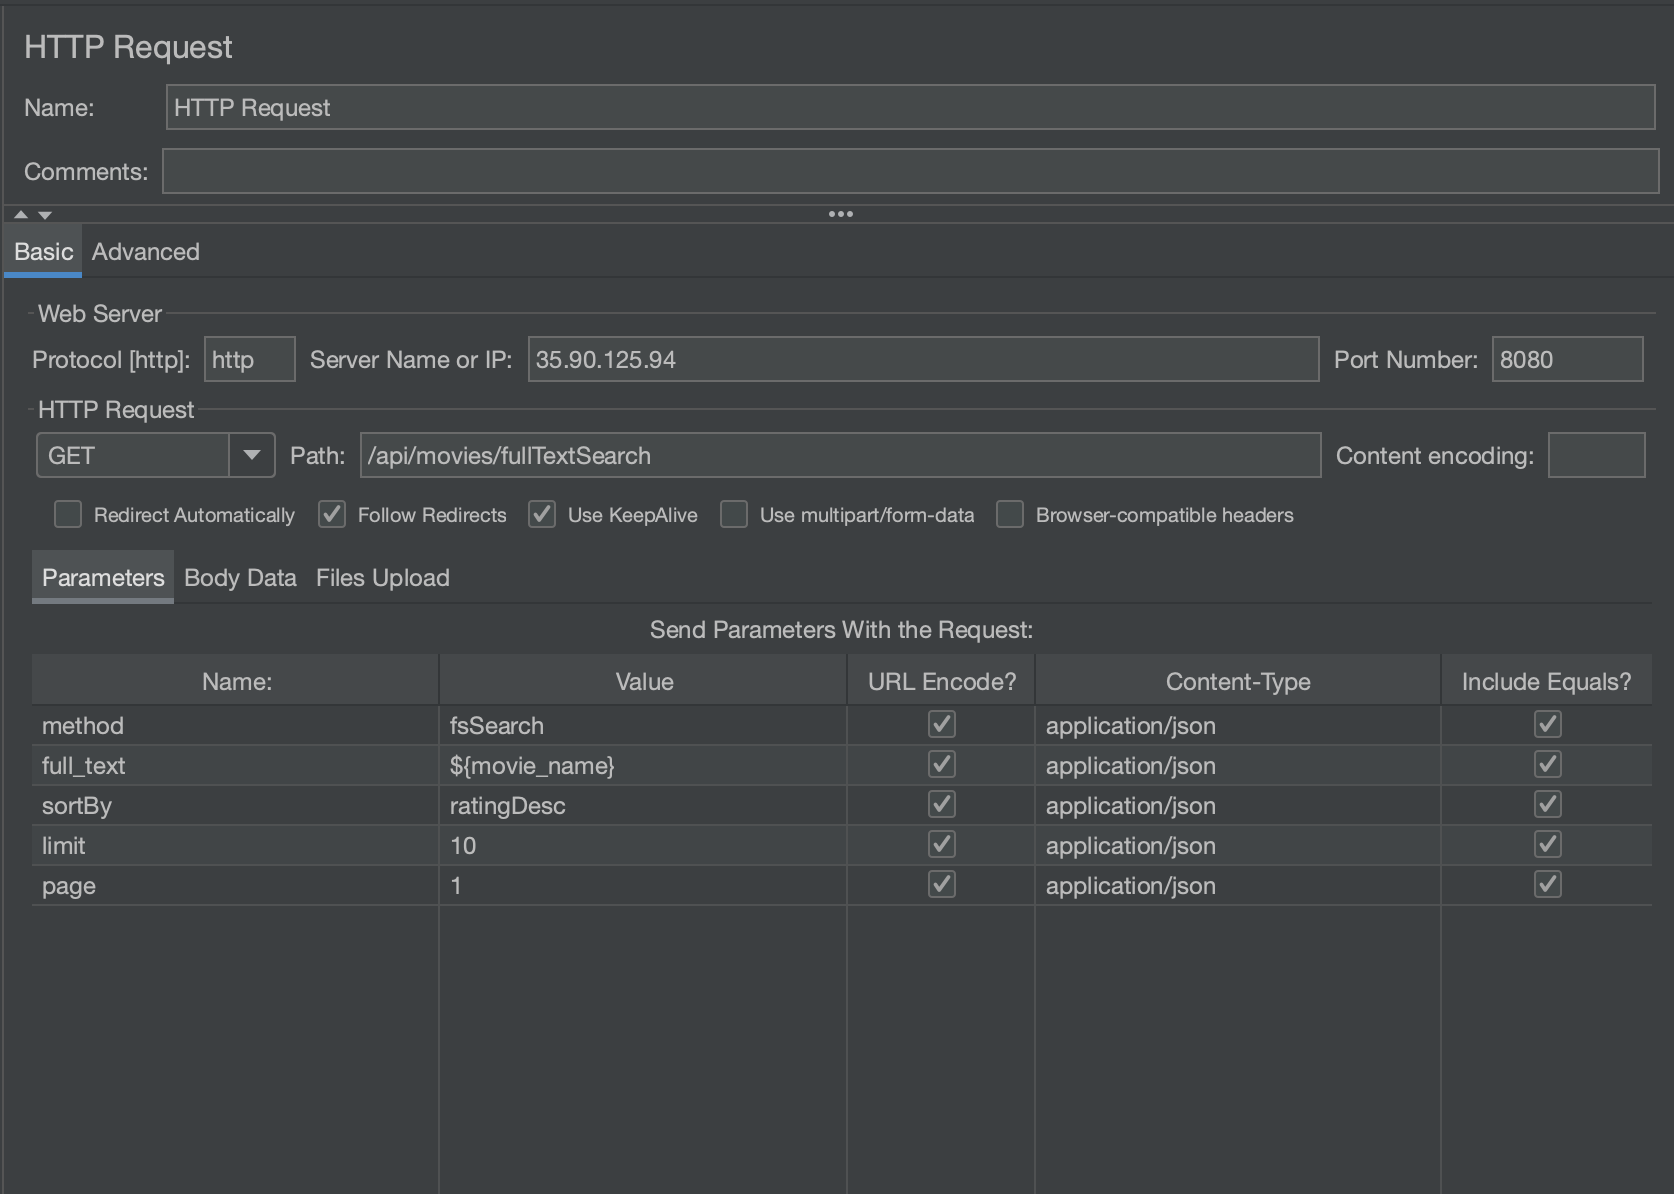 HTTP Request
Name: HTTP Request
Comments:
Basic Advanced
Web Server
Protocol [http]: http Server Name or IP: 35.90.125.94 Port Number: 8080
HTTP Request
GET Path: /api/movies/fullTextSearch Content encoding:
Redirect Automatically Follow Redirects Use KeepAlive Use multipart/form-data Browser-compatible headers
Parameters Body Data Files Upload
Send Parameters With the Request:
Name: Value URL Encode? Content-Type Include Equals?
method fsSearch application/json
full_text ${movie_name} application/json
sortBy ratingDesc application/json
limit 10 application/json
page 1 application/json